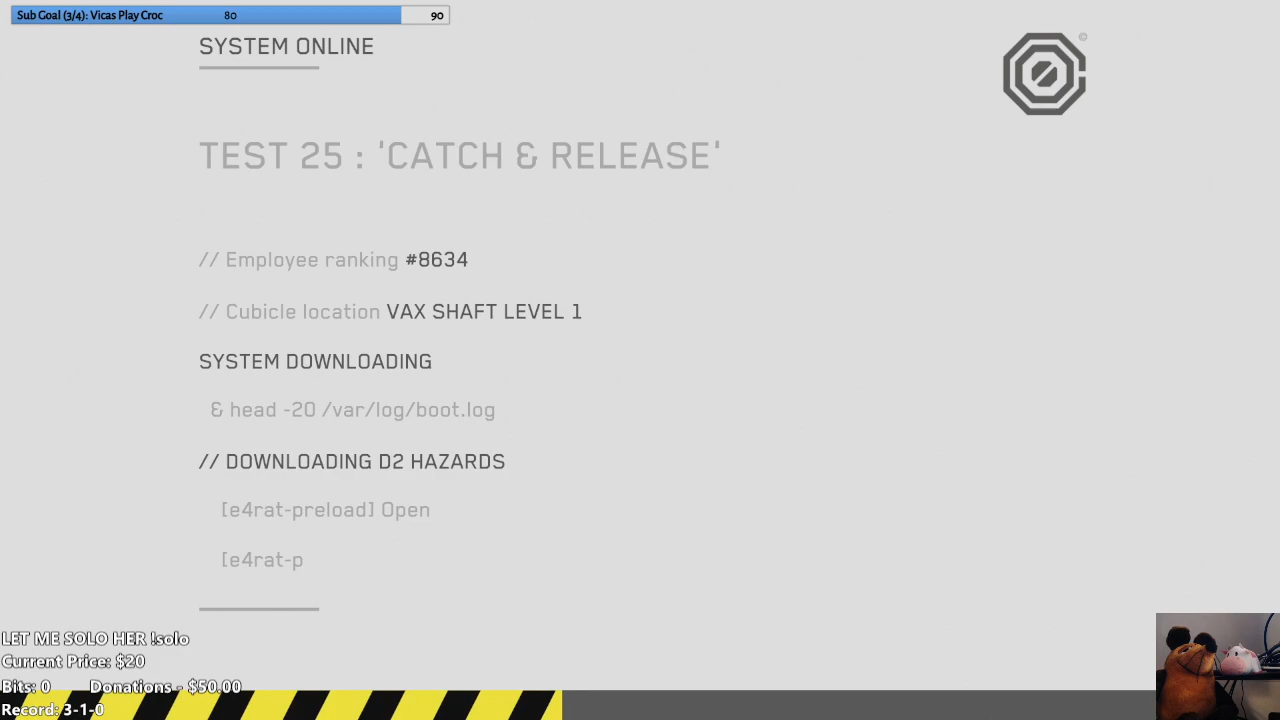 Sub Goal (3/4): Vicas Play Croc 80 90
SYSTEM ONLINE
©
TEST 25 : 'CATCH & RELEASE'
// Employee ranking #8634
// Cubicle location VAX SHAFT LEVEL 1
SYSTEM DOWNLOADING
& head -20 /var/log/boot.log
// DOWNLOADING D2 HAZARDS
[e4rat-preload] Open
[e4rat-p
LET ME SOLO HER !solo
Current Price: $20
Bits: 0 Donations - $50.00
Record: 3-1-0